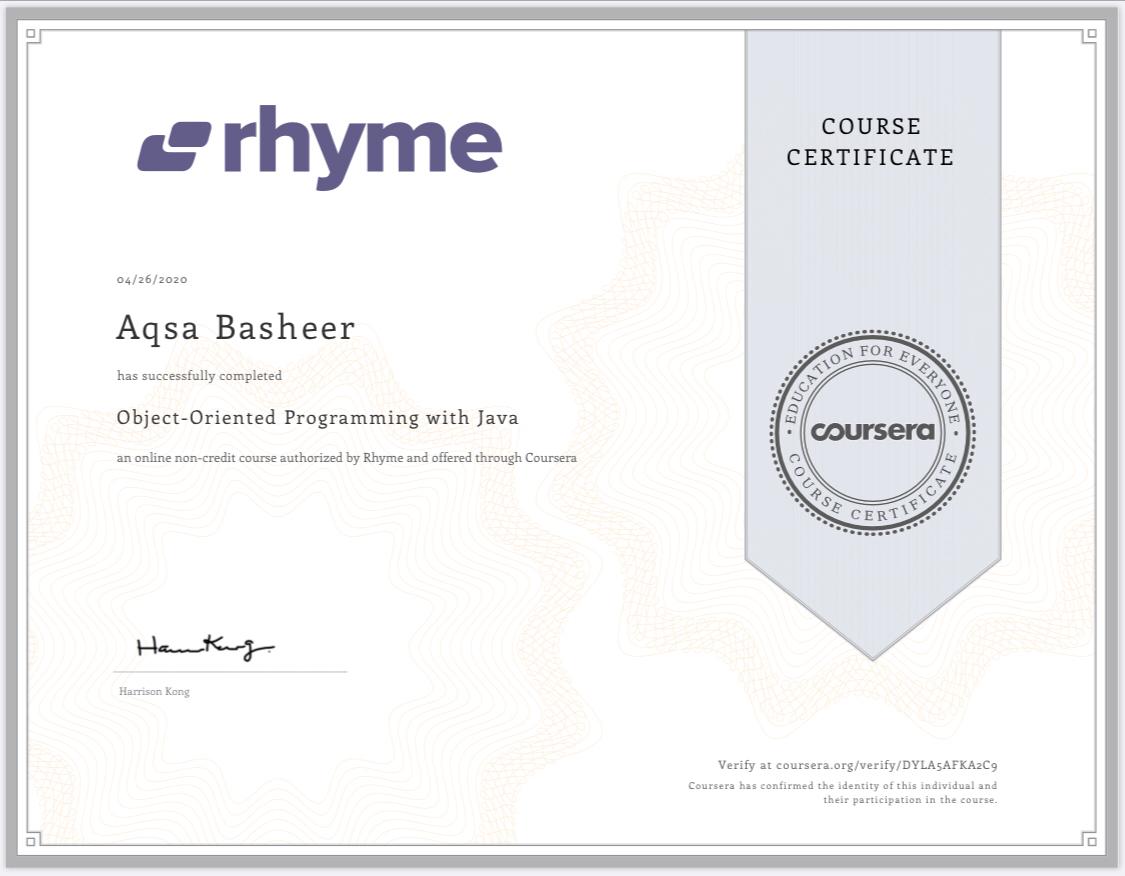 rhyme
COURSE
CERTIFICATE
04/26/2020
Aqsa Basheer
has successfully completed
Object-Oriented Programming with Java
an online non-credit course authorized by Rhyme and offered through Coursera
• EDUCATION FOR EVERYONE •
coursera
COURSE CERTIFICATE
Harrison Kong
Verify at coursera.org/verify/DYLA5AFKA2C9
Coursera has confirmed the identity of this individual and
their participation in the course.